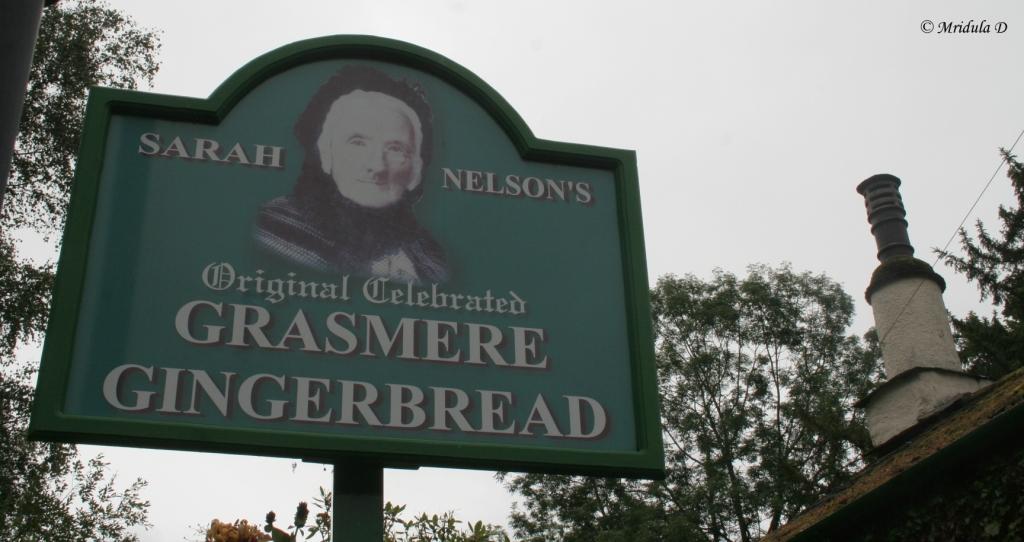 © Mridula D
SARAH NELSON'S
Original Celebrated
GRASMERE
GINGERBREAD